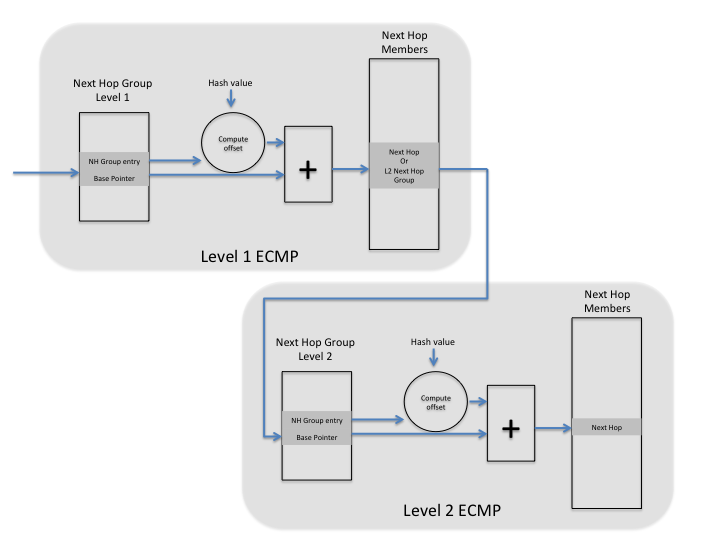 Next Hop
Members
Next Hop Group
Level 1
Hash value
Compute
offset
NH Group entry
Base Pointer
+
Next Hop
Or
L2 Next Hop
Group
Level 1 ECMP
Next Hop
Members
Next Hop Group
Level 2
Hash value
Compute
offset
NH Group entry
Base Pointer
+
Next Hop
Level 2 ECMP